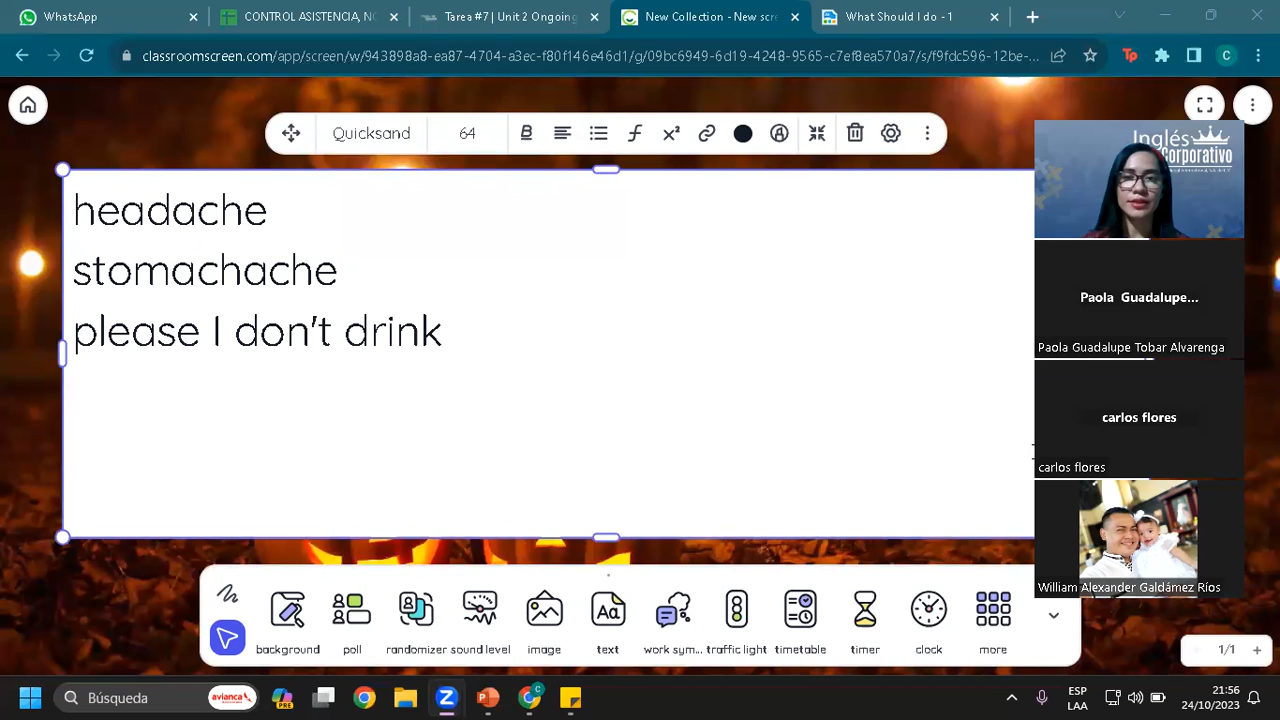 WhatsApp
CONTROL ASISTENCIA, NO
Tarea #7 | Unit 2 Ongoing
New Collection - New scre
What Should I do - 1
classroomscreen.com/app/screen/w/943898a8-ea87-4704-a3ec-f80f146e46d1/g/09bc6949-6d19-4248-9565-c7ef8ea570a7/s/f9fdc596-12be-...
Quicksand
64
headache
stomachache
please I don't drink
Inglés
Corporativo
Paola Guadalupe...
Paola Guadalupe Tobar Alvarenga
carlos flores
carlos flores
William Alexander Galdámez Ríos
background
poll
randomizer
sound level
image
text
work sym...
traffic light
timetable
timer
clock
more
1/1
Búsqueda
avianca
PRE
ESP
LAA
21:56
24/10/2023